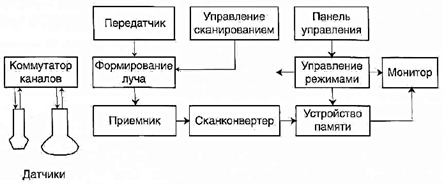 Передатчик
Управление
сканированием
Панель
управления
Коммутатор
каналов
Формирование
луча
Управление
режимами
Монитор
Приемник
Сканконвертер
Устройство
памяти
Датчики